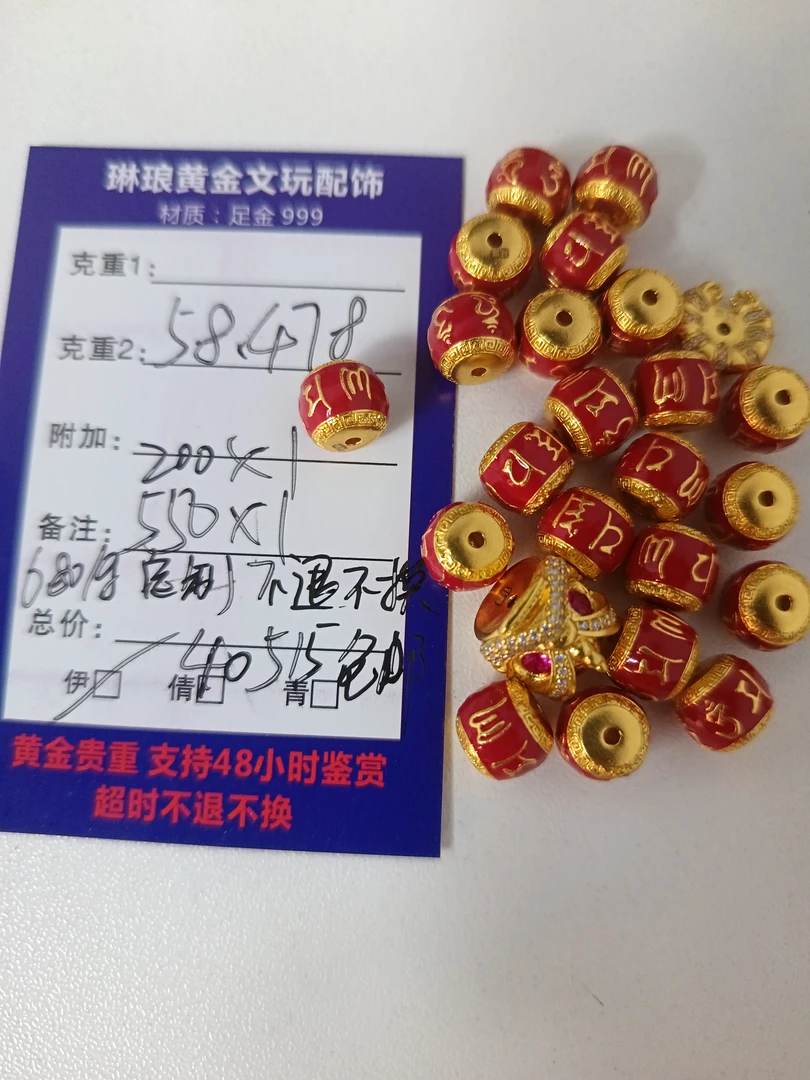 琳琅黄金文玩配饰
材质：足金 999
克重1：
克重2： 58.478
附加： 200×1
备注： 550×1
680/g 定制 不退不换
总价： 40515 包邮
伊 倩 青
黄金贵重 支持48小时鉴赏
超时不退不换